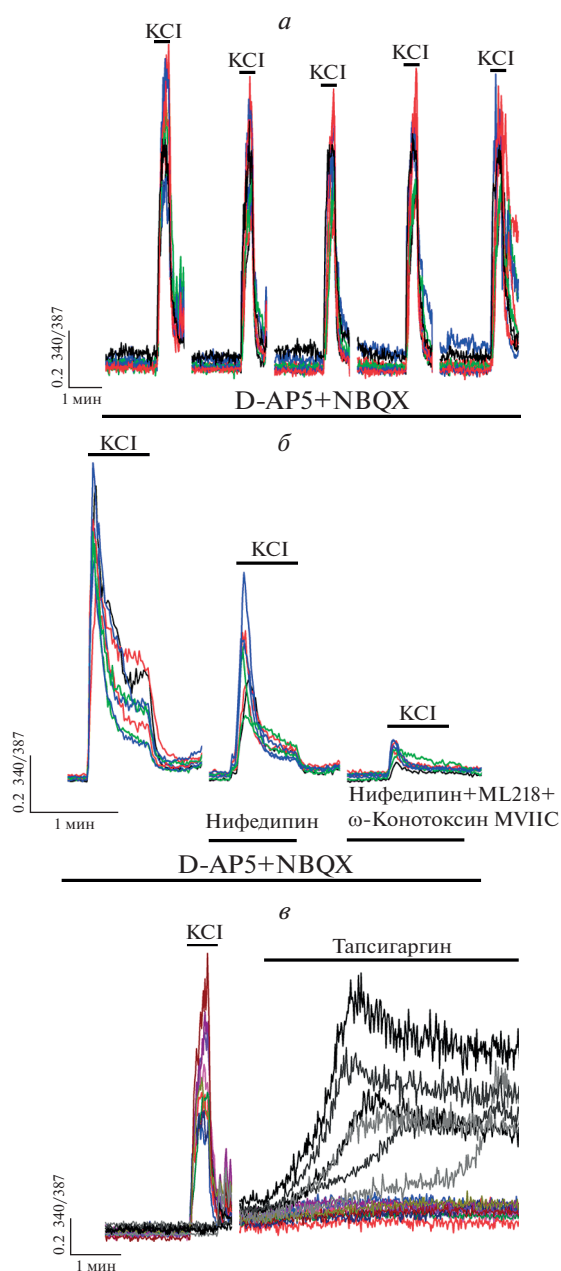 а
KCl KCl KCl KCl KCl
0.2 340/387
1 мин
D-AP5+NBQX
б
KCl
KCl
KCl
0.2 340/387
1 мин
Нифедипин
Нифедипин+ML218+
ω-Конотоксин MVIIC
D-AP5+NBQX
в
KCl
Тапсигаргин
0.2 340/387
1 мин